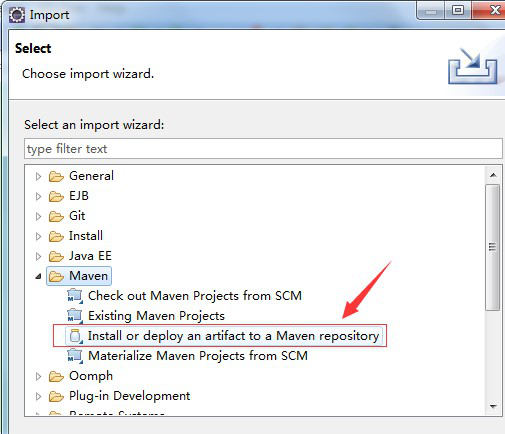 Import
Select
Choose import wizard.
Select an import wizard:
type filter text
General
EJB
Git
Install
Java EE
Maven
Check out Maven Projects from SCM
Existing Maven Projects
Install or deploy an artifact to a Maven repository
Materialize Maven Projects from SCM
Oomph
Plug-in Development
Remote Systems